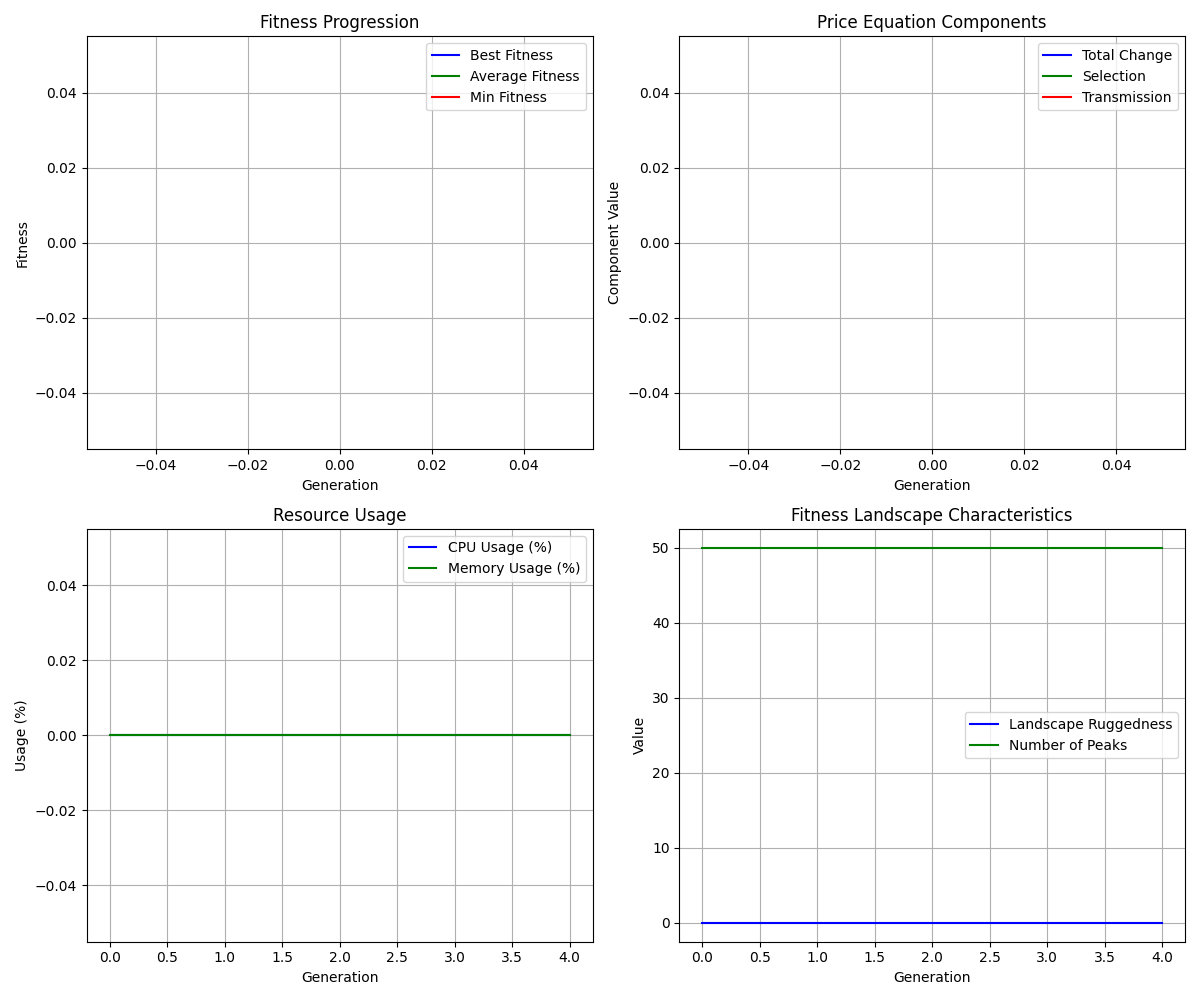 Fitness Progression
Best Fitness
Average Fitness
Min Fitness
0.04
0.02
0.00
−0.02
−0.04
Fitness
−0.04 −0.02 0.00 0.02 0.04
Generation
Price Equation Components
Total Change
Selection
Transmission
0.04
0.02
0.00
−0.02
−0.04
Component Value
−0.04 −0.02 0.00 0.02 0.04
Generation
Resource Usage
CPU Usage (%)
Memory Usage (%)
0.04
0.02
0.00
−0.02
−0.04
Usage (%)
0.0 0.5 1.0 1.5 2.0 2.5 3.0 3.5 4.0
Generation
Fitness Landscape Characteristics
50
40
30
20
10
0
Value
Landscape Ruggedness
Number of Peaks
0.0 0.5 1.0 1.5 2.0 2.5 3.0 3.5 4.0
Generation